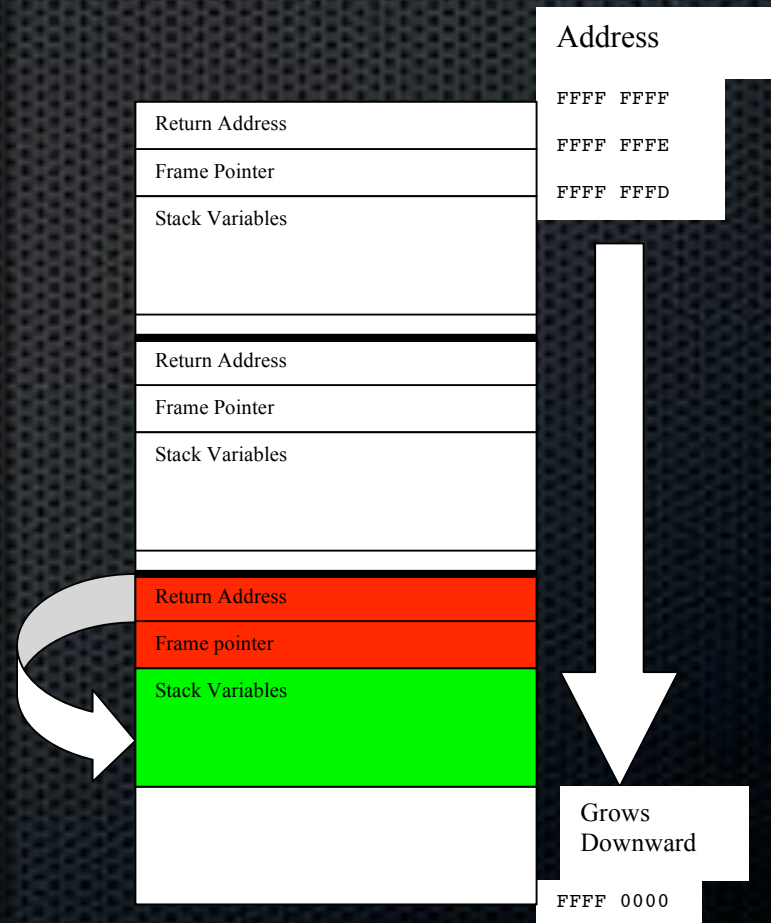 Address
FFFF FFFF
Return Address
FFFF FFFE
Frame Pointer
FFFF FFFD
Stack Variables
Return Address
Frame Pointer
Stack Variables
Return Address
Frame pointer
Stack Variables
Grows
Downward
FFFF 0000